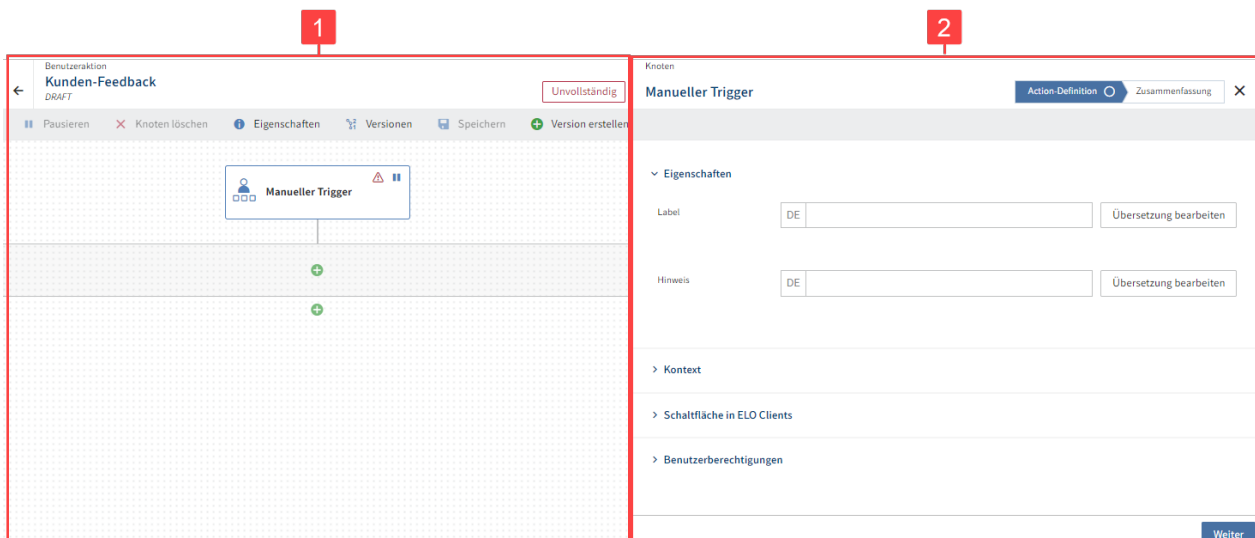 1
2
Benutzeraktion
Kunden-Feedback
DRAFT
Unvollständig
Pausieren Knoten löschen Eigenschaften Versionen Speichern Version erstellen
Manueller Trigger
Knoten
Manueller Trigger
Action-Definition Zusammenfassung
Eigenschaften
Label DE Übersetzung bearbeiten
Hinweis DE Übersetzung bearbeiten
Kontext
Schaltfläche in ELO Clients
Benutzerberechtigungen
Weiter